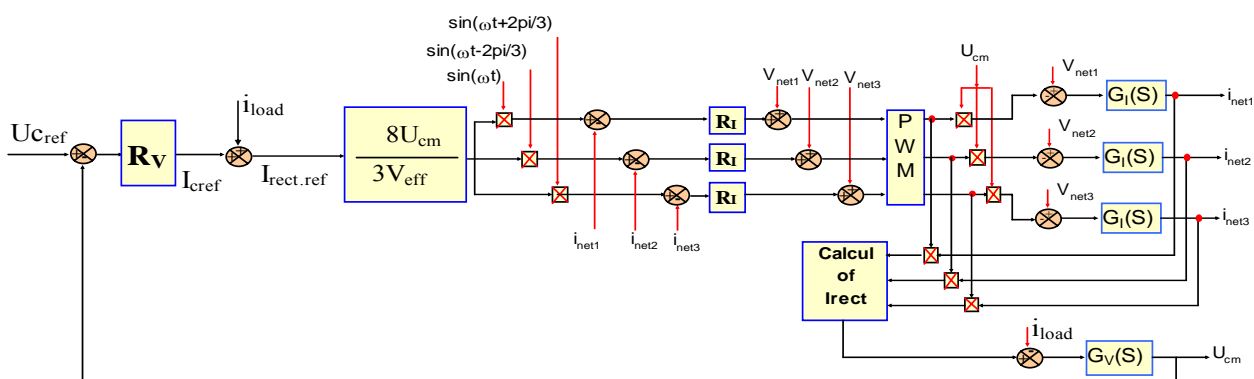 sin(ωt+2pi/3)
sin(ωt-2pi/3)
sin(ωt)
Uc_ref
R_V
I_cref
i_load
I_rect.ref
8U_cm
3V_eff
i_net1
i_net2
i_net3
R_I
R_I
R_I
V_net1
V_net2
V_net3
P
W
M
U_cm
V_net1
G_I(S)
i_net1
V_net2
G_I(S)
i_net2
V_net3
G_I(S)
i_net3
Calcul
of
Irect
i_load
G_V(S)
U_cm